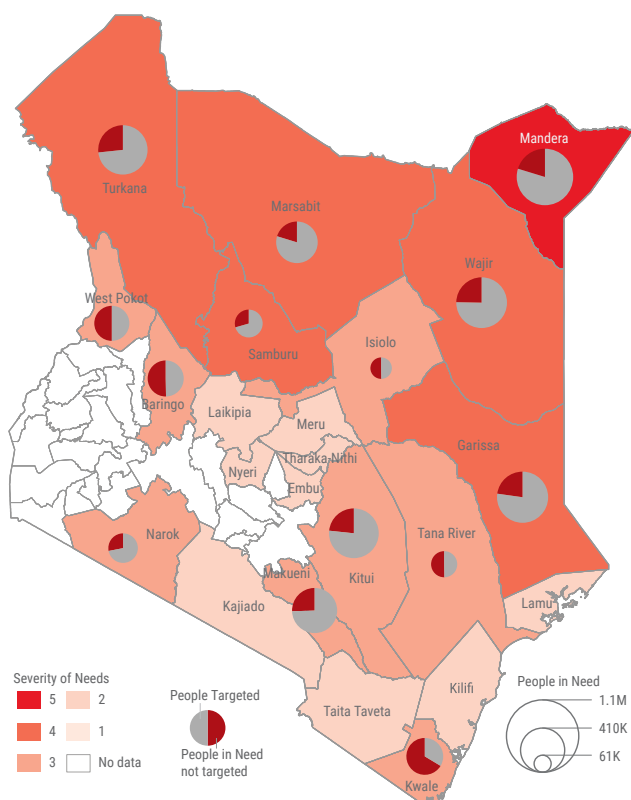 Mandera
Turkana
Marsabit
Wajir
West Pokot
Isiolo
Samburu
Baringo
Laikipia
Meru
Garissa
Tharaka-Nithi
Nyeri
Embu
Narok
Tana River
Makueni
Kitui
Kajiado
Lamu
Kilifi
Taita Taveta
Kwale
Severity of Needs
5
2
4
1
3
No data
People Targeted
People in Need
not targeted
People in Need
1.1M
410K
61K